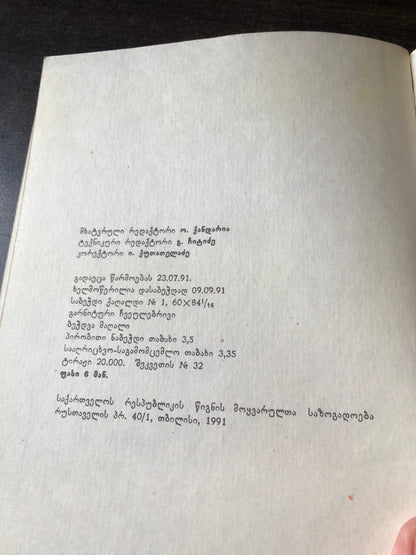 მხატვრული რედაქტორი ო. ქანდარია
ტექნიკური რედაქტორი გ. ჩიტიძე
კორექტორი ი. ქუთათელაძე
გადაეცა წარმოებას 23.07.91.
ხელმოწერილია დასაბეჭდად 09.09.91
საბეჭდი ქაღალდი № 1, 60×84¹/₁₆
გარნიტური ჩვეულებრივი
ბეჭდვა მაღალი
პირობითი ნაბეჭდი თაბახი 3,5
სააღრიცხვო-საგამომცემლო თაბახი 3,35
ტირაჟი 20.000. შეკვეთის № 32
ფასი 6 მან.
საქართველოს რესპუბლიკის წიგნის მოყვარულთა საზოგადოება
რუსთაველის პრ. 40/1, თბილისი, 1991